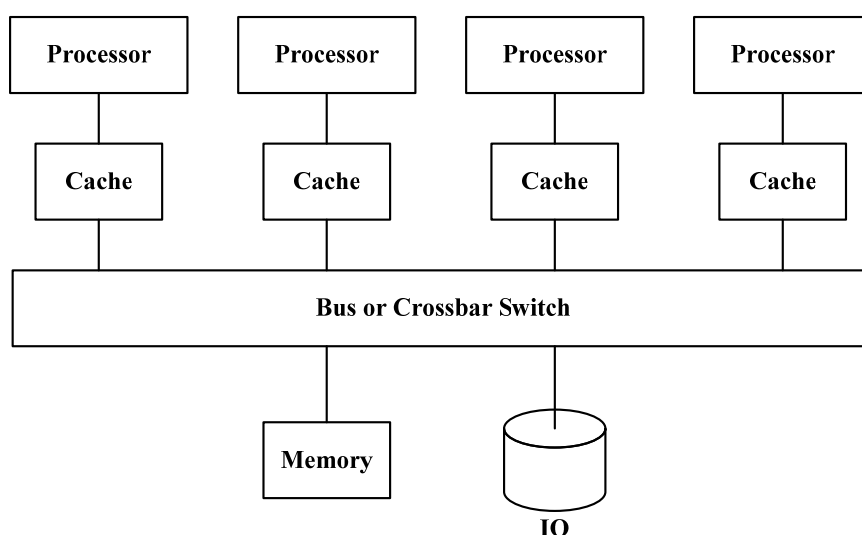 Processor
Processor
Processor
Processor
Cache
Cache
Cache
Cache
Bus or Crossbar Switch
Memory
IO